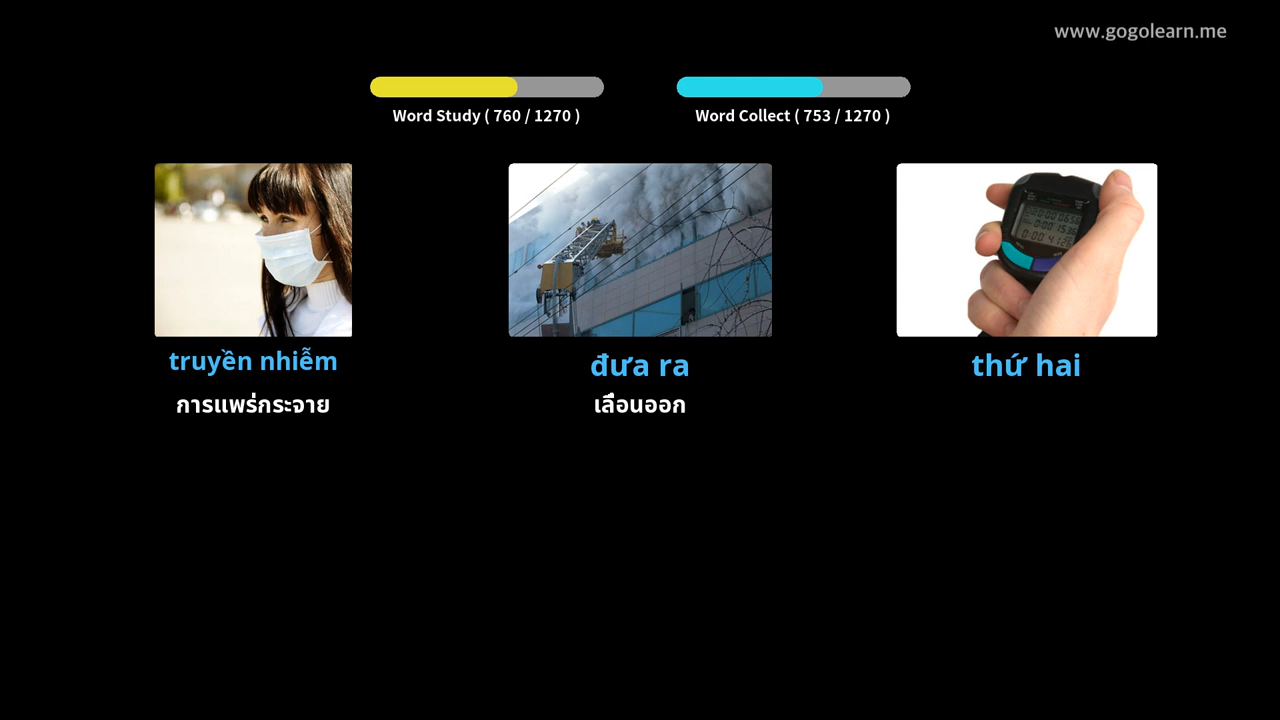 www.gogolearn.me
Word Study ( 760 / 1270 )
Word Collect ( 753 / 1270 )
truyền nhiễm
đưa ra
thứ hai
การแพร่กระจาย
เลื่อนออก